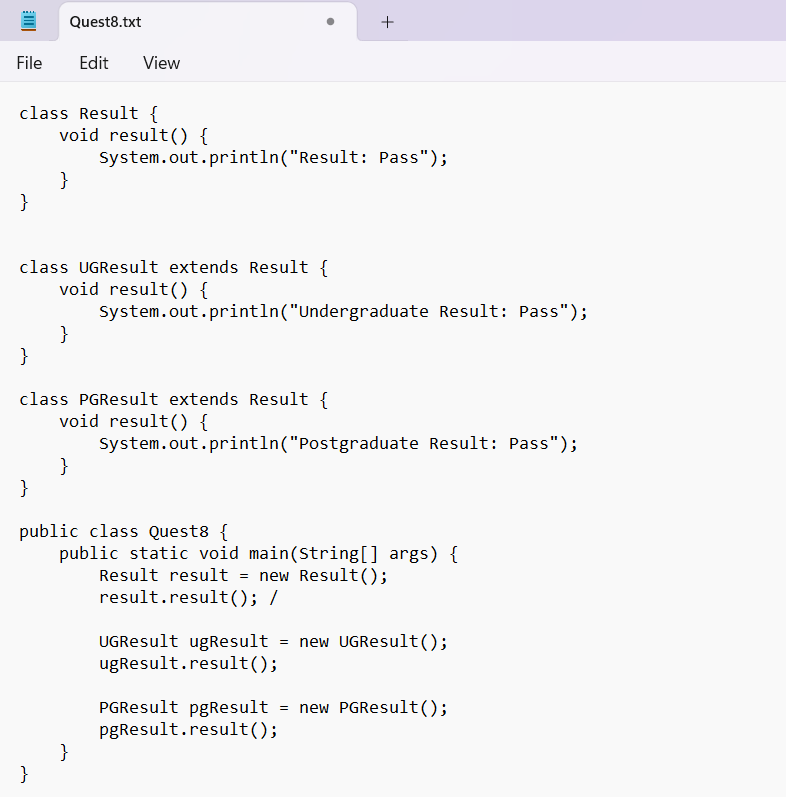 Quest8.txt
File Edit View
class Result {
    void result() {
        System.out.println("Result: Pass");
    }
}
class UGResult extends Result {
    void result() {
        System.out.println("Undergraduate Result: Pass");
    }
}
class PGResult extends Result {
    void result() {
        System.out.println("Postgraduate Result: Pass");
    }
}
public class Quest8 {
    public static void main(String[] args) {
        Result result = new Result();
        result.result(); /
        UGResult ugResult = new UGResult();
        ugResult.result();
        PGResult pgResult = new PGResult();
        pgResult.result();
    }
}